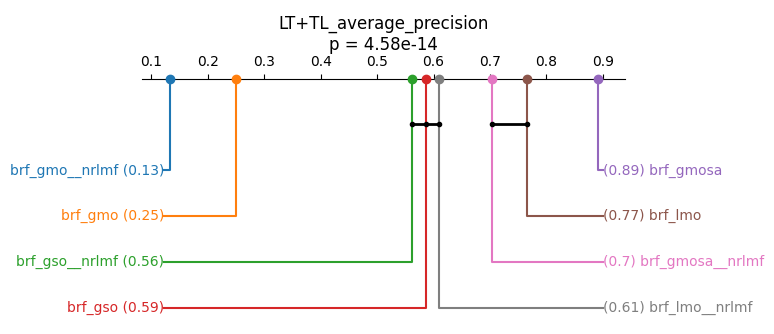 LT+TL_average_precision
p = 4.58e-14
0.1 0.2 0.3 0.4 0.5 0.6 0.7 0.8 0.9
brf_gmo__nrlmf (0.13) (0.89) brf_gmosa
brf_gmo (0.25) (0.77) brf_lmo
brf_gso__nrlmf (0.56) (0.7) brf_gmosa__nrlmf
brf_gso (0.59) (0.61) brf_lmo__nrlmf